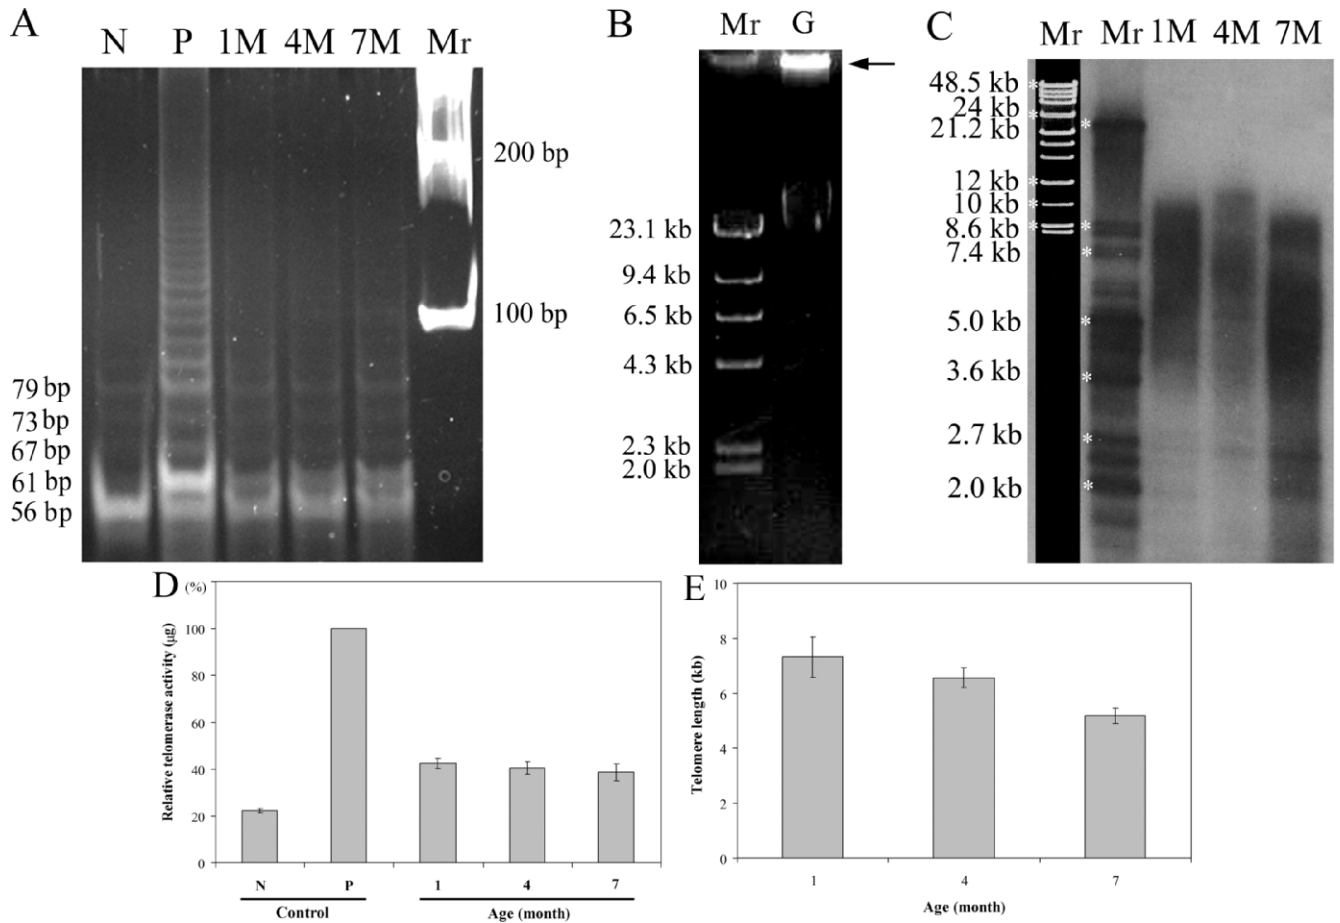 A
N P 1M 4M 7M Mr
200 bp
100 bp
79 bp
73 bp
67 bp
61 bp
56 bp
B
Mr G
23.1 kb
9.4 kb
6.5 kb
4.3 kb
2.3 kb
2.0 kb
C
Mr Mr 1M 4M 7M
48.5 kb *
24 kb *
21.2 kb *
12 kb *
10 kb *
8.6 kb * *
7.4 kb *
5.0 kb *
3.6 kb *
2.7 kb *
2.0 kb *
D (%)
Relative telomerase activity (μg)
100
80
60
40
20
0
N P 1 4 7
Control Age (month)
E
Telomere length (kb)
10
8
6
4
2
0
1 4 7
Age (month)